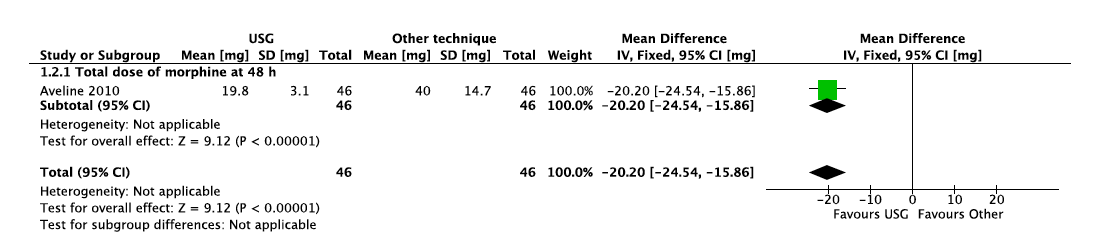 USG Other technique Mean Difference Mean Difference
Study or Subgroup Mean [mg] SD [mg] Total Mean [mg] SD [mg] Total Weight IV, Fixed, 95% CI [mg] IV, Fixed, 95% CI [mg]
1.2.1 Total dose of morphine at 48 h
Aveline 2010 19.8 3.1 46 40 14.7 46 100.0% −20.20 [−24.54, −15.86]
Subtotal (95% CI) 46 46 100.0% −20.20 [−24.54, −15.86]
Heterogeneity: Not applicable
Test for overall effect: Z = 9.12 (P < 0.00001)
Total (95% CI) 46 46 100.0% −20.20 [−24.54, −15.86]
Heterogeneity: Not applicable
Test for overall effect: Z = 9.12 (P < 0.00001)
Test for subgroup differences: Not applicable
−20 −10 0 10 20
Favours USG Favours Other